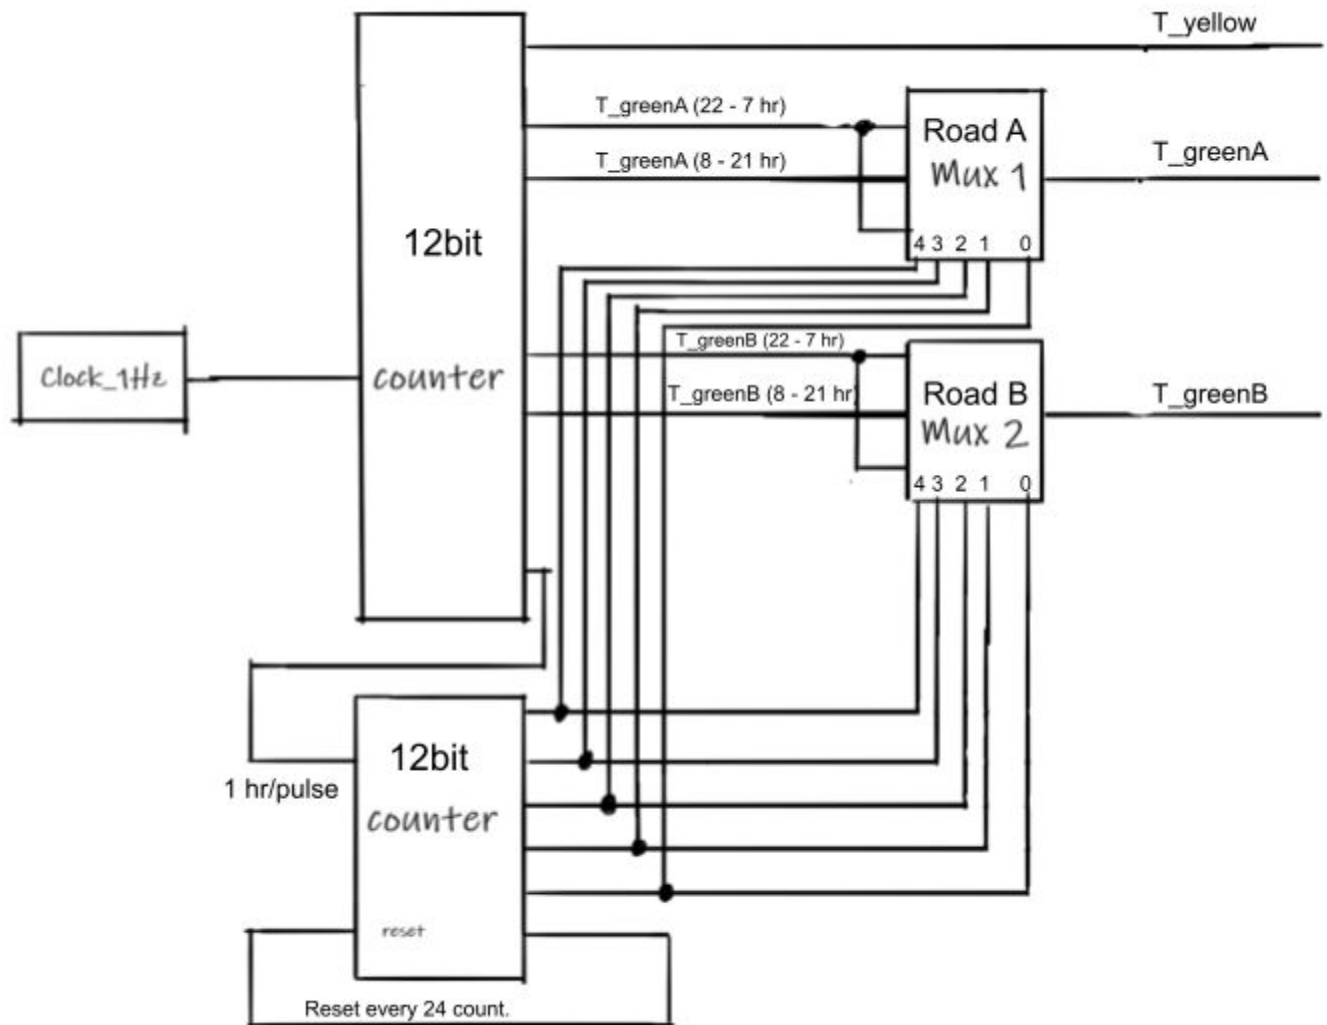 T_yellow
T_greenA (22 - 7 hr)
Road A
Mux 1
T_greenA
T_greenA (8 - 21 hr)
4 3 2 1 0
12bit
counter
Clock_1Hz
T_greenB (22 - 7 hr)
T_greenB (8 - 21 hr)
Road B
Mux 2
T_greenB
4 3 2 1 0
12bit
counter
1 hr/pulse
reset
Reset every 24 count.